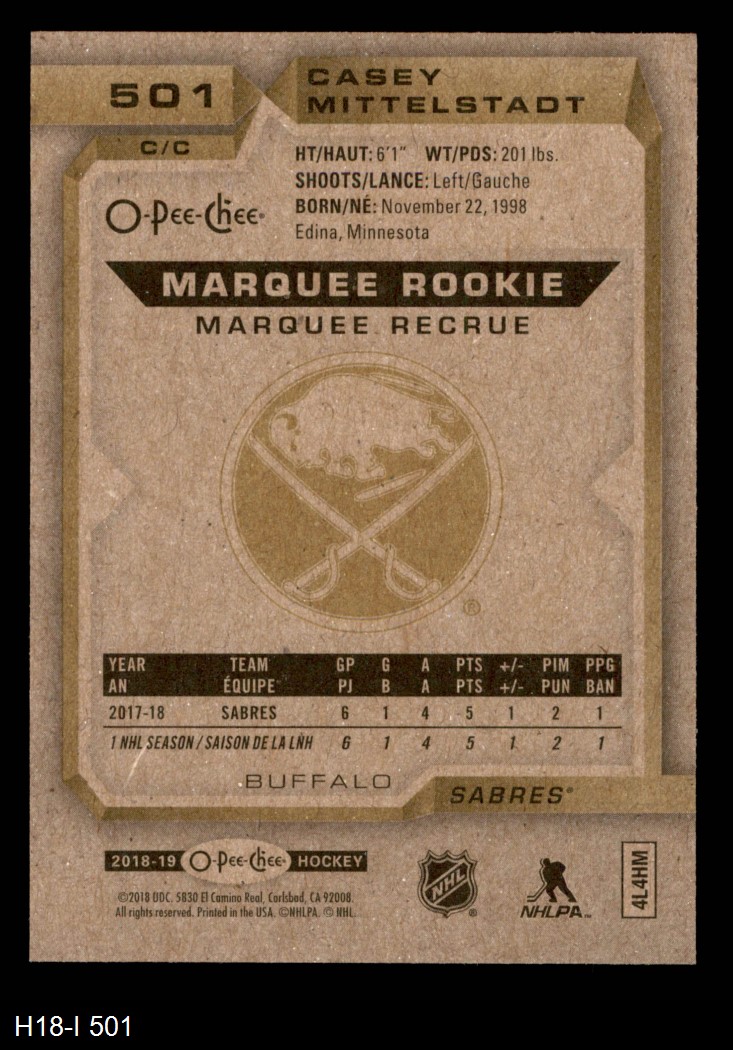 501
CASEY
MITTELSTADT
C/C
HT/HAUT: 6'1" WT/PDS: 201 lbs.
SHOOTS/LANCE: Left/Gauche
BORN/NÉ: November 22, 1998
Edina, Minnesota
O-Pee-Chee®
MARQUEE ROOKIE
MARQUEE RECRUE
®
YEAR TEAM GP G A PTS +/- PIM PPG
AN ÉQUIPE PJ B A PTS +/- PUN BAN
2017-18 SABRES 6 1 4 5 1 2 1
1 NHL SEASON / SAISON DE LA LNH 6 1 4 5 1 2 1
BUFFALO
SABRES®
2018-19 O-Pee-Chee® HOCKEY
©2018 UDC. 5830 El Camino Real, Carlsbad, CA 92008.
All rights reserved. Printed in the USA. ©NHLPA. © NHL.
NHL®
NHLPA™
4L4HM
H18-I 501